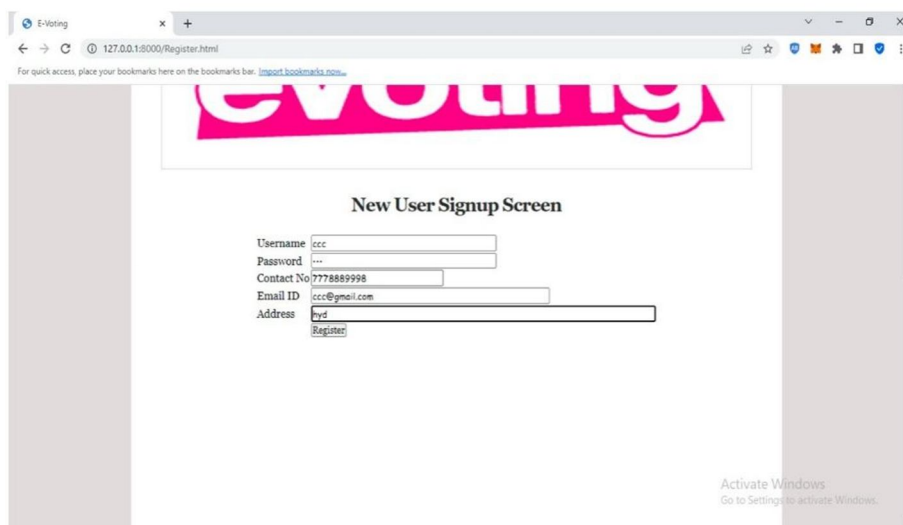 E-Voting
127.0.0.1:8000/Register.html
For quick access, place your bookmarks here on the bookmarks bar. Import bookmarks now...
evoting
New User Signup Screen
Username ccc
Password ...
Contact No 7778889998
Email ID ccc@gmail.com
Address hyd
Register
Activate Windows
Go to Settings to activate Windows.